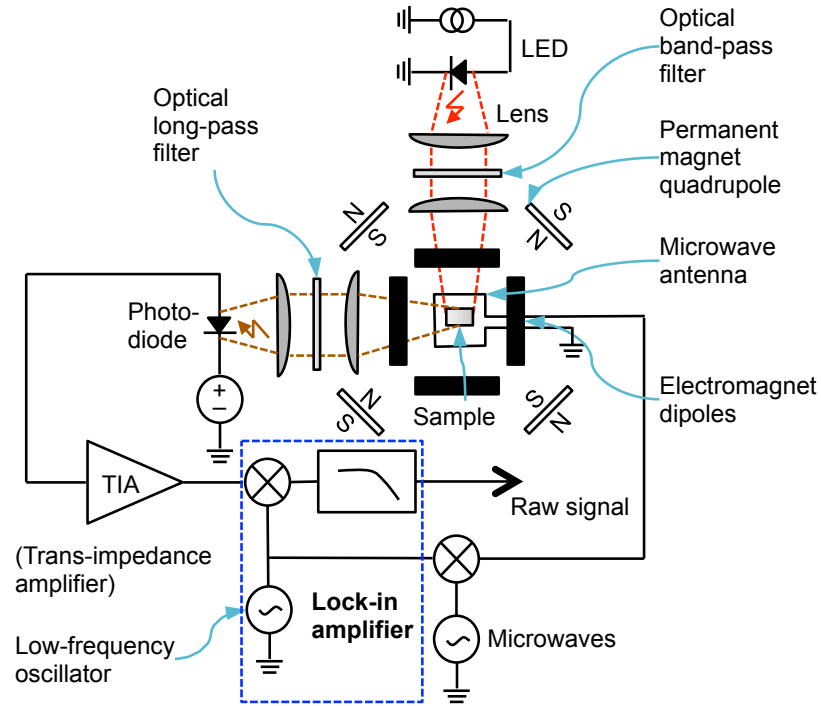 LED
Optical
band-pass
filter
Optical
long-pass
filter
Lens
Permanent
magnet
quadrupole
N
S
S
N
Microwave
antenna
Photo-
diode
+
−
Sample
N
S
S
N
Electromagnet
dipoles
TIA
Raw signal
(Trans-impedance
amplifier)
Lock-in
amplifier
Low-frequency
oscillator
Microwaves